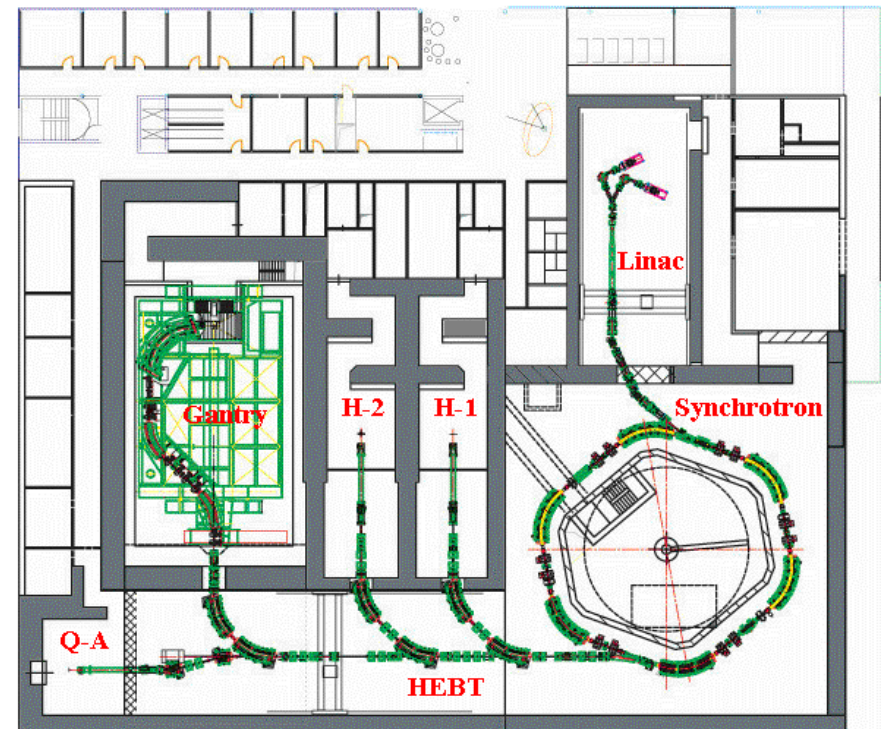 Linac
Gantry
H-2
H-1
Synchrotron
Q-A
HEBT